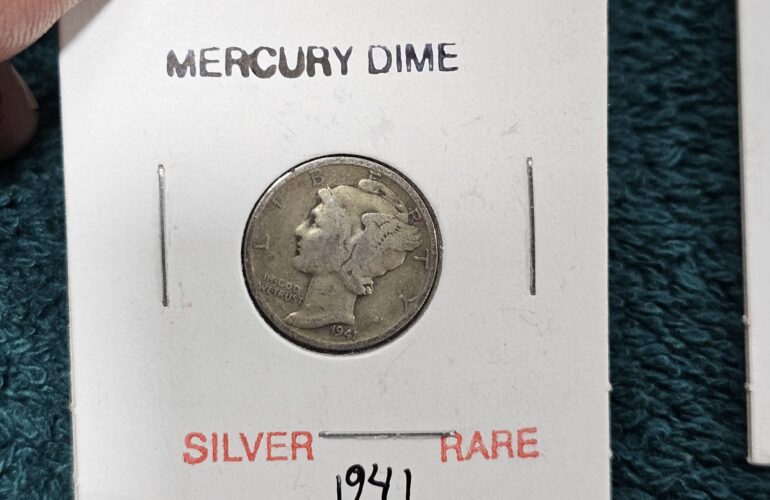 MERCURY DIME
LIBERTY
IN GOD
WE TRUST
1941
SILVER RARE
1941